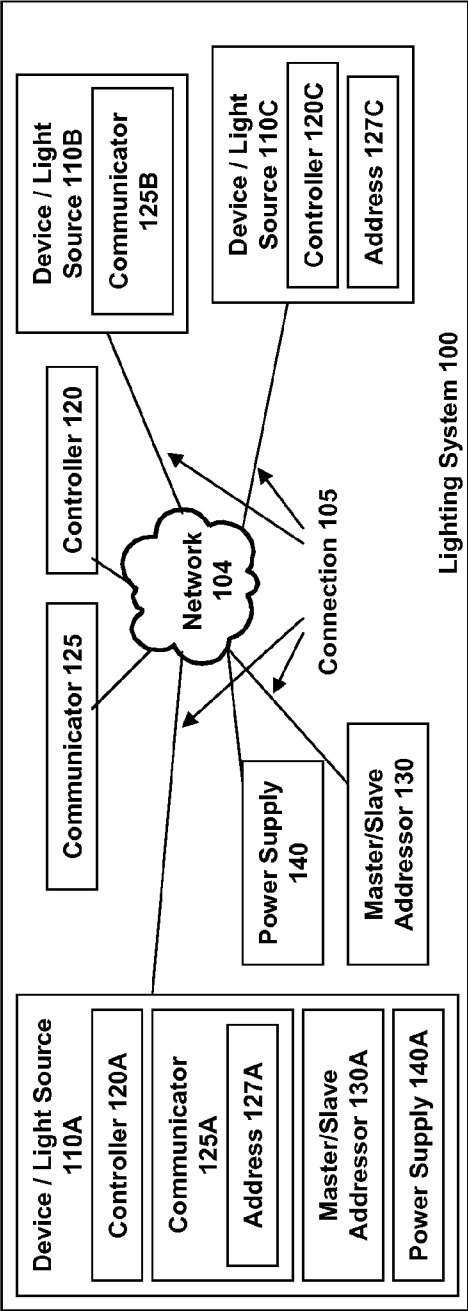 Device / Light Source
110A
Controller 120A
Communicator
125A
Address 127A
Master/Slave
Addressor 130A
Power Supply 140A
Communicator 125
Controller 120
Power Supply
140
Master/Slave
Addressor 130
Network
104
Connection 105
Device / Light
Source 110B
Communicator
125B
Device / Light
Source 110C
Controller 120C
Address 127C
Lighting System 100